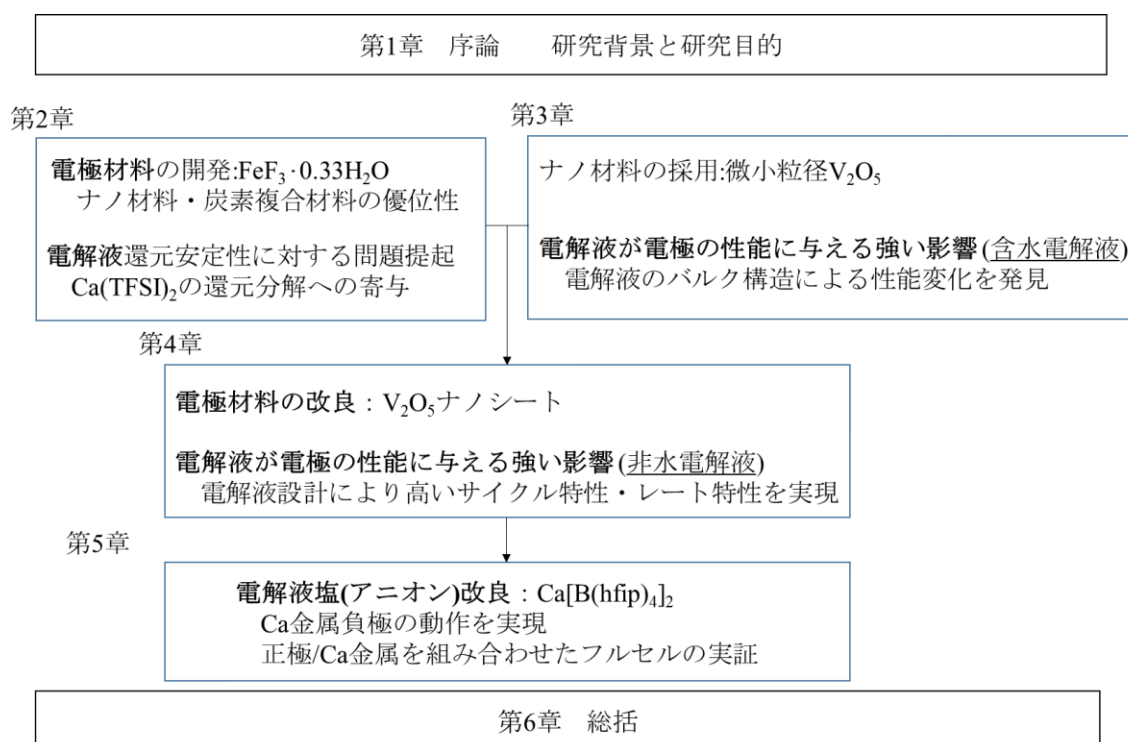 第1章　序論　　研究背景と研究目的
第2章
電極材料の開発:FeF₃·0.33H₂O
ナノ材料・炭素複合材料の優位性
電解液還元安定性に対する問題提起
Ca(TFSI)₂の還元分解への寄与
第3章
ナノ材料の採用:微小粒径V₂O₅
電解液が電極の性能に与える強い影響(含水電解液)
電解液のバルク構造による性能変化を発見
第4章
電極材料の改良：V₂O₅ナノシート
電解液が電極の性能に与える強い影響(非水電解液)
電解液設計により高いサイクル特性・レート特性を実現
第5章
電解液塩(アニオン)改良：Ca[B(hfip)₄]₂
Ca金属負極の動作を実現
正極/Ca金属を組み合わせたフルセルの実証
第6章　総括